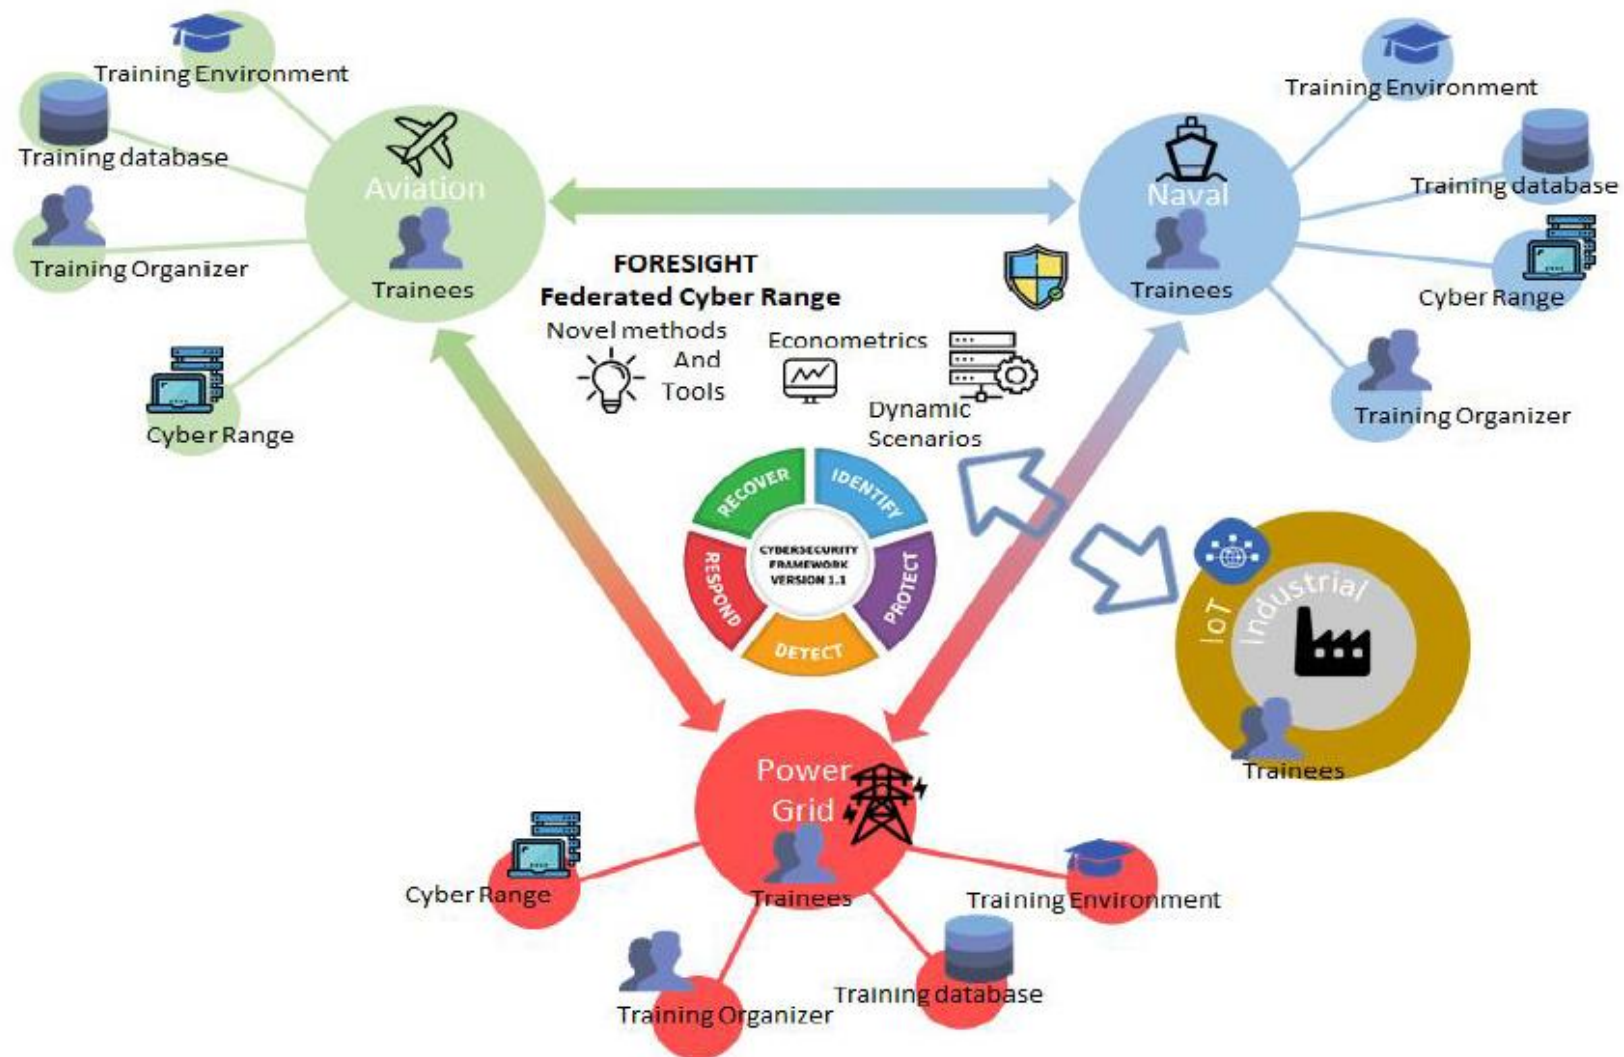 Training Environment
Training database
Training Organizer
Cyber Range
Aviation
Trainees
Naval
Trainees
Training Environment
Training database
Cyber Range
Training Organizer
FORESIGHT
Federated Cyber Range
Novel methods
And
Tools
Econometrics
Dynamic
Scenarios
RECOVER
IDENTIFY
PROTECT
DETECT
RESPOND
CYBERSECURITY
FRAMEWORK
VERSION 1.1
IoT
Industrial
Trainees
Power
Grid
Trainees
Cyber Range
Training Organizer
Training database
Training Environment